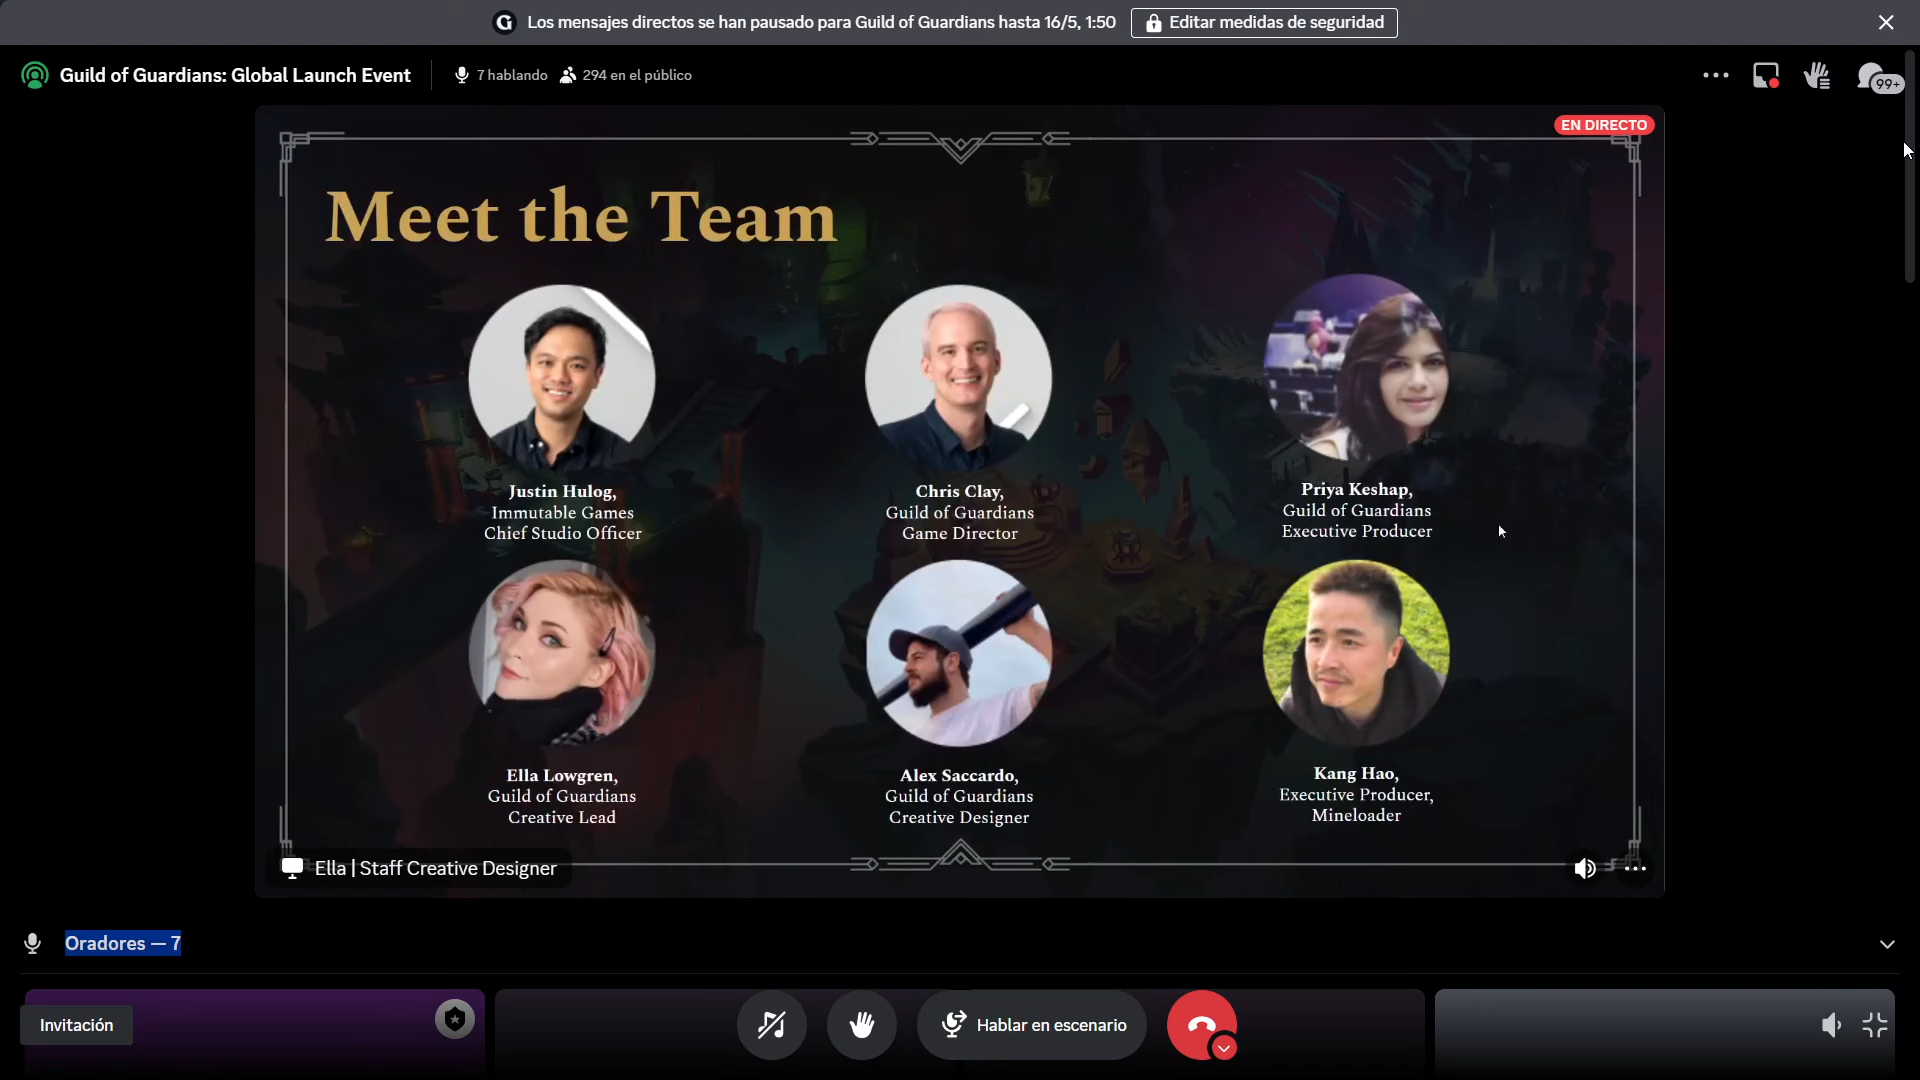 Los mensajes directos se han pausado para Guild of Guardians hasta 16/5, 1:50
Editar medidas de seguridad
Guild of Guardians: Global Launch Event
7 hablando
294 en el público
99+
EN DIRECTO
Meet the Team
Justin Hulog,
Immutable Games
Chief Studio Officer
Chris Clay,
Guild of Guardians
Game Director
Priya Keshap,
Guild of Guardians
Executive Producer
Ella Lowgren,
Guild of Guardians
Creative Lead
Alex Saccardo,
Guild of Guardians
Creative Designer
Kang Hao,
Executive Producer,
Mineloader
Ella | Staff Creative Designer
Oradores — 7
Invitación
Hablar en escenario